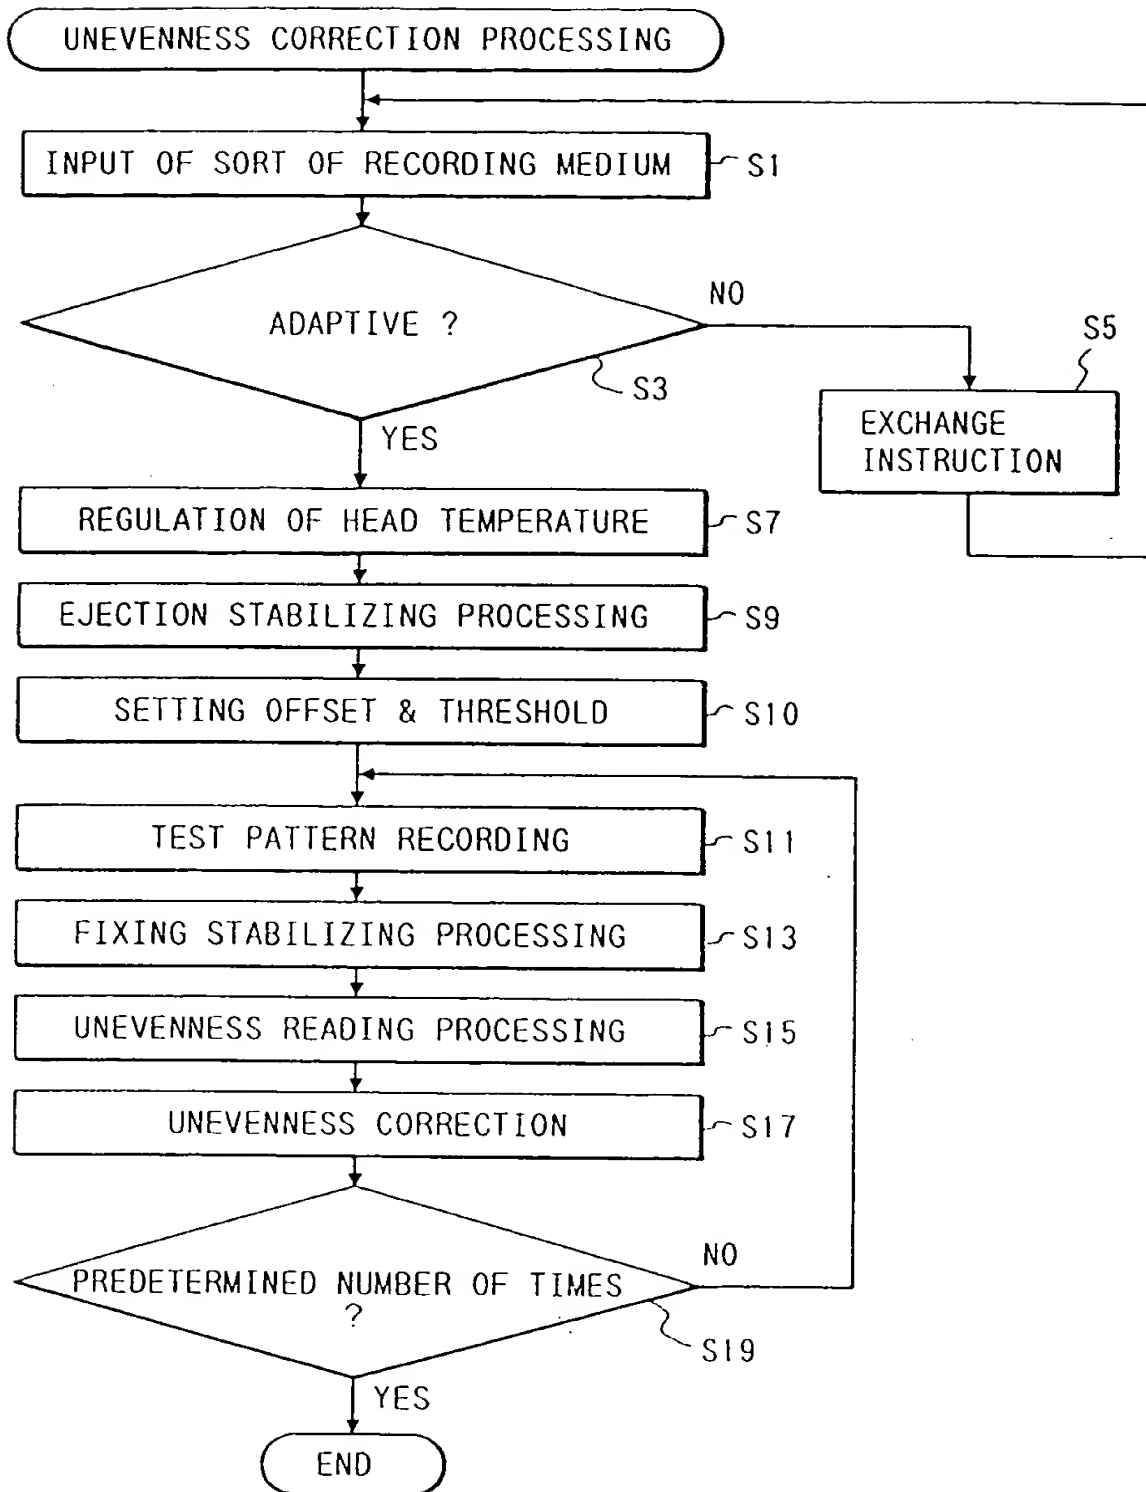 UNEVENNESS CORRECTION PROCESSING
INPUT OF SORT OF RECORDING MEDIUM
S1
ADAPTIVE ?
NO
S3
S5
EXCHANGE
INSTRUCTION
YES
REGULATION OF HEAD TEMPERATURE
S7
EJECTION STABILIZING PROCESSING
S9
SETTING OFFSET & THRESHOLD
S10
TEST PATTERN RECORDING
S11
FIXING STABILIZING PROCESSING
S13
UNEVENNESS READING PROCESSING
S15
UNEVENNESS CORRECTION
S17
PREDETERMINED NUMBER OF TIMES
?
NO
S19
YES
END